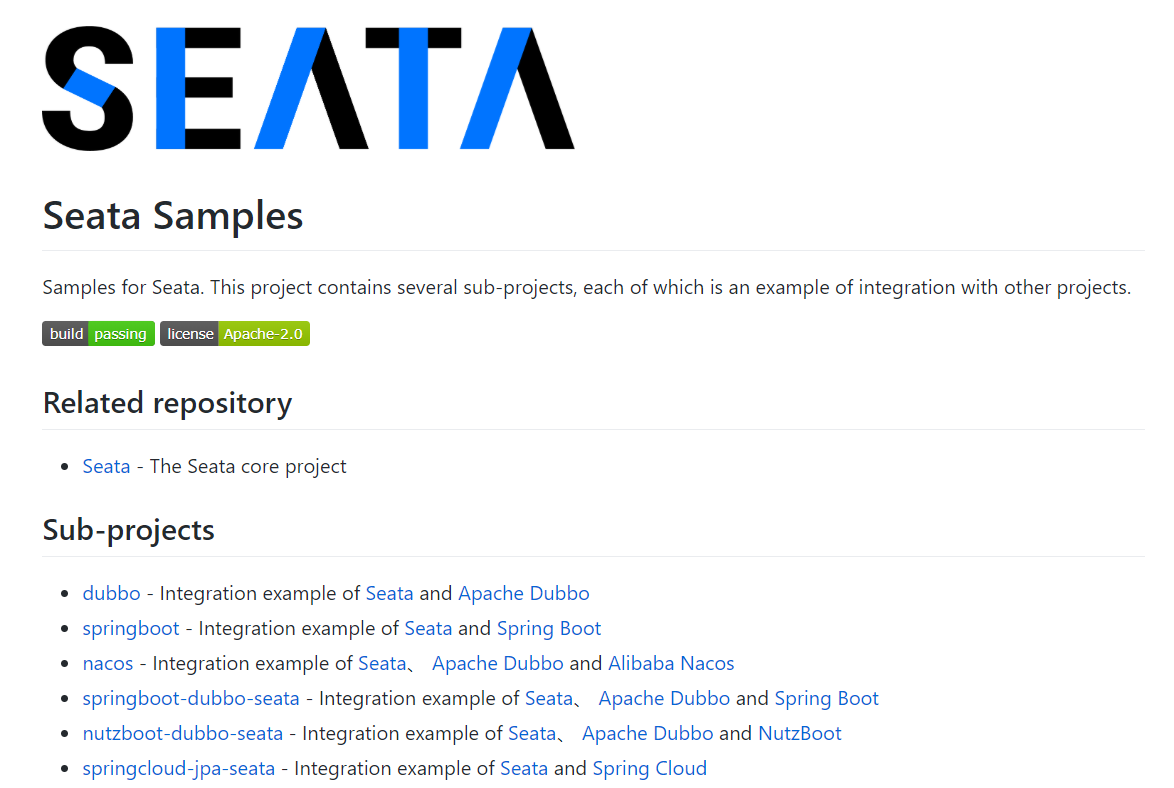 SEATA
Seata Samples
Samples for Seata. This project contains several sub-projects, each of which is an example of integration with other projects.
build passing license Apache-2.0
Related repository
• Seata - The Seata core project
Sub-projects
• dubbo - Integration example of Seata and Apache Dubbo
• springboot - Integration example of Seata and Spring Boot
• nacos - Integration example of Seata、 Apache Dubbo and Alibaba Nacos
• springboot-dubbo-seata - Integration example of Seata、 Apache Dubbo and Spring Boot
• nutzboot-dubbo-seata - Integration example of Seata、 Apache Dubbo and NutzBoot
• springcloud-jpa-seata - Integration example of Seata and Spring Cloud